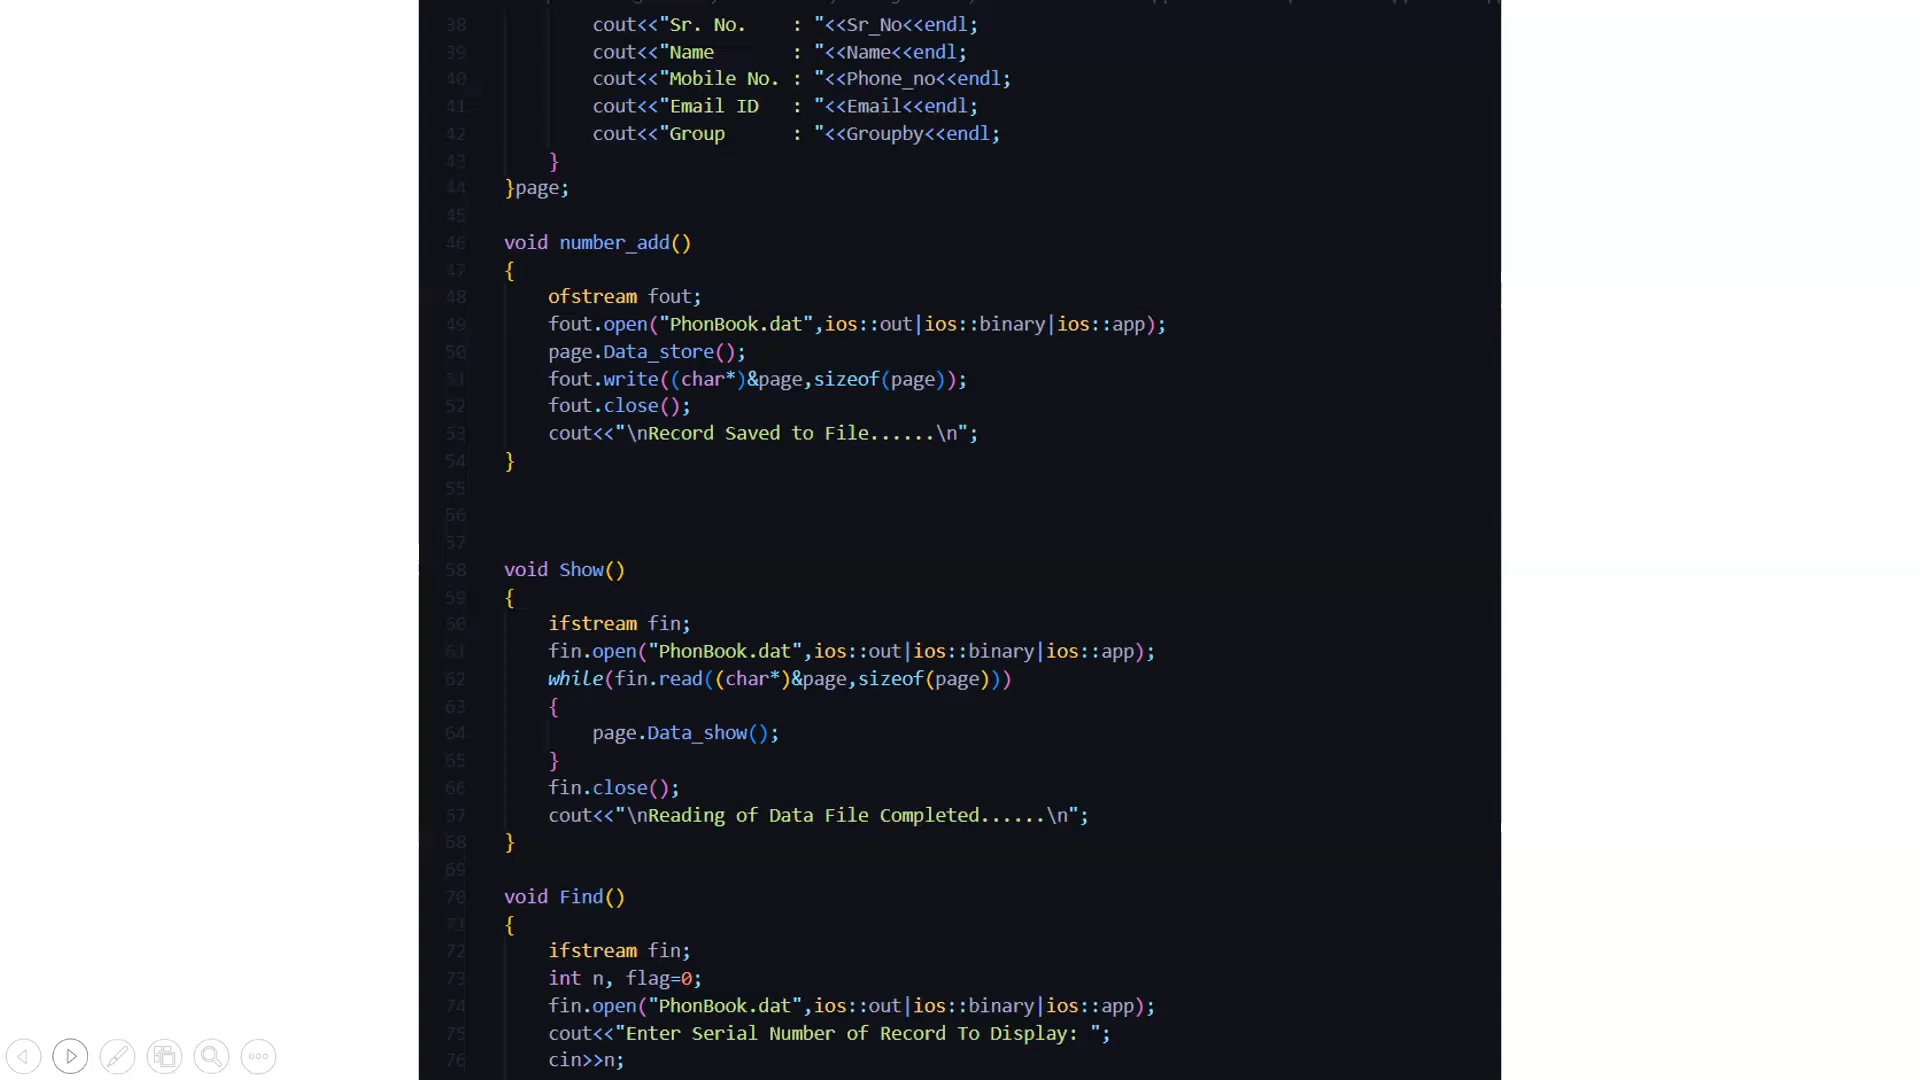 38 cout<<"Sr. No.    : "<<Sr_No<<endl;
39 cout<<"Name       : "<<Name<<endl;
40 cout<<"Mobile No. : "<<Phone_no<<endl;
41 cout<<"Email ID   : "<<Email<<endl;
42 cout<<"Group      : "<<Groupby<<endl;
43 }
44 }page;
45
46 void number_add()
47 {
48 ofstream fout;
49 fout.open("PhonBook.dat",ios::out|ios::binary|ios::app);
50 page.Data_store();
51 fout.write((char*)&page,sizeof(page));
52 fout.close();
53 cout<<"\nRecord Saved to File......\n";
54 }
55
56
57
58 void Show()
59 {
60 ifstream fin;
61 fin.open("PhonBook.dat",ios::out|ios::binary|ios::app);
62 while(fin.read((char*)&page,sizeof(page)))
63 {
64 page.Data_show();
65 }
66 fin.close();
67 cout<<"\nReading of Data File Completed......\n";
68 }
69
70 void Find()
71 {
72 ifstream fin;
73 int n, flag=0;
74 fin.open("PhonBook.dat",ios::out|ios::binary|ios::app);
75 cout<<"Enter Serial Number of Record To Display: ";
76 cin>>n;